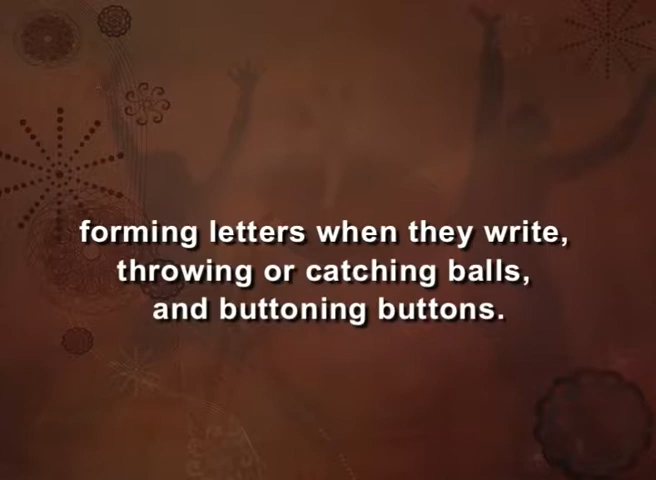 forming letters when they write,
throwing or catching balls,
and buttoning buttons.